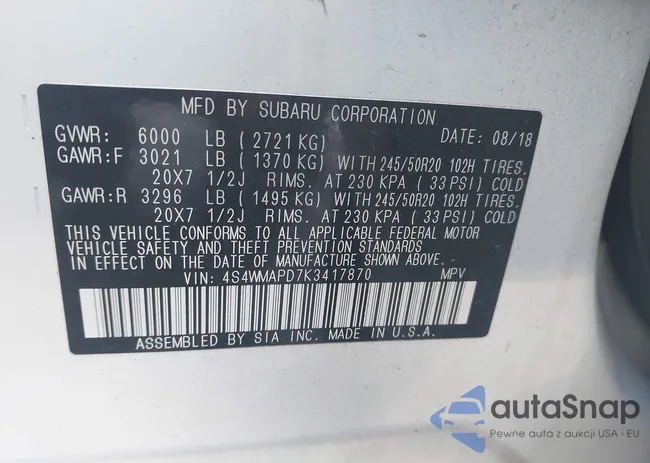 MFD BY SUBARU CORPORATION
GVWR: 6000 LB (2721 KG) DATE: 08/18
GAWR:F 3021 LB (1370 KG) WITH 245/50R20 102H TIRES.
20X7 1/2J RIMS. AT 230 KPA (33 PSI) COLD
GAWR:R 3296 LB (1495 KG) WITH 245/50R20 102H TIRES.
20X7 1/2J RIMS. AT 230 KPA (33 PSI) COLD
THIS VEHICLE CONFORMS TO ALL APPLICABLE FEDERAL MOTOR
VEHICLE SAFETY AND THEFT PREVENTION STANDARDS
IN EFFECT ON THE DATE OF MANUFACTURE SHOWN ABOVE.
VIN: 4S4WMAPD7K3417870 MPV
ASSEMBLED BY SIA INC. MADE IN U.S.A.
autoSnap
Pewne auta z aukcji USA i EU